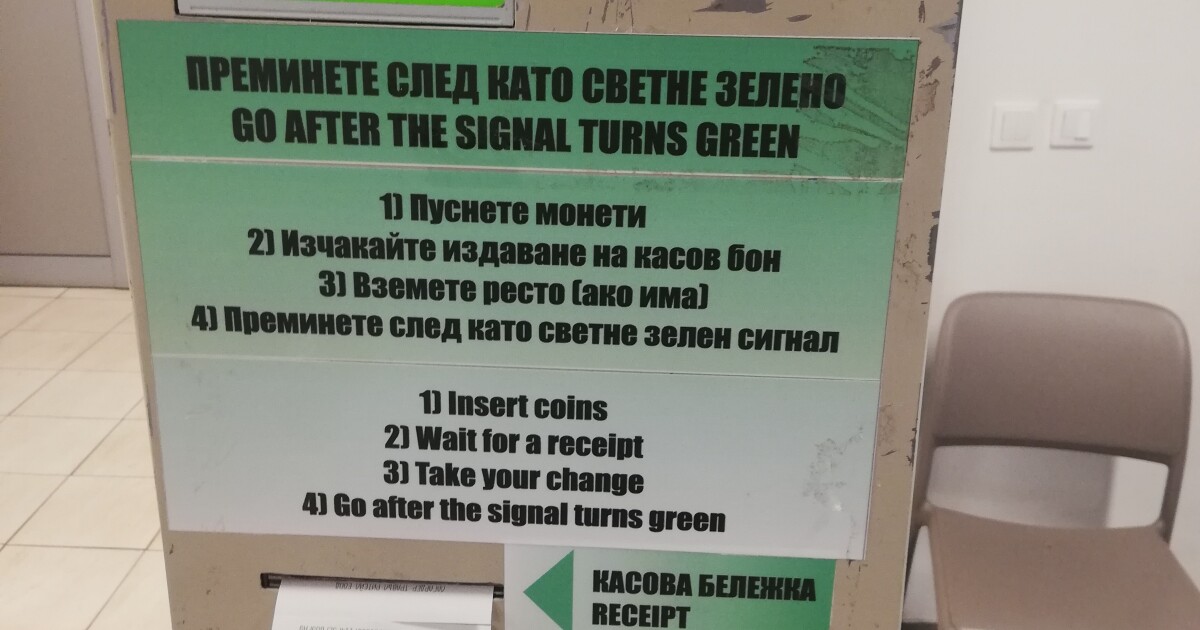 ПРЕМИНЕТЕ СЛЕД КАТО СВЕТНЕ ЗЕЛЕНО
GO AFTER THE SIGNAL TURNS GREEN
1) Пуснете монети
2) Изчакайте издаване на касов бон
3) Вземете ресто (ако има)
4) Преминете след като светне зелен сигнал
1) Insert coins
2) Wait for a receipt
3) Take your change
4) Go after the signal turns green
КАСОВА БЕЛЕЖКА
RECEIPT